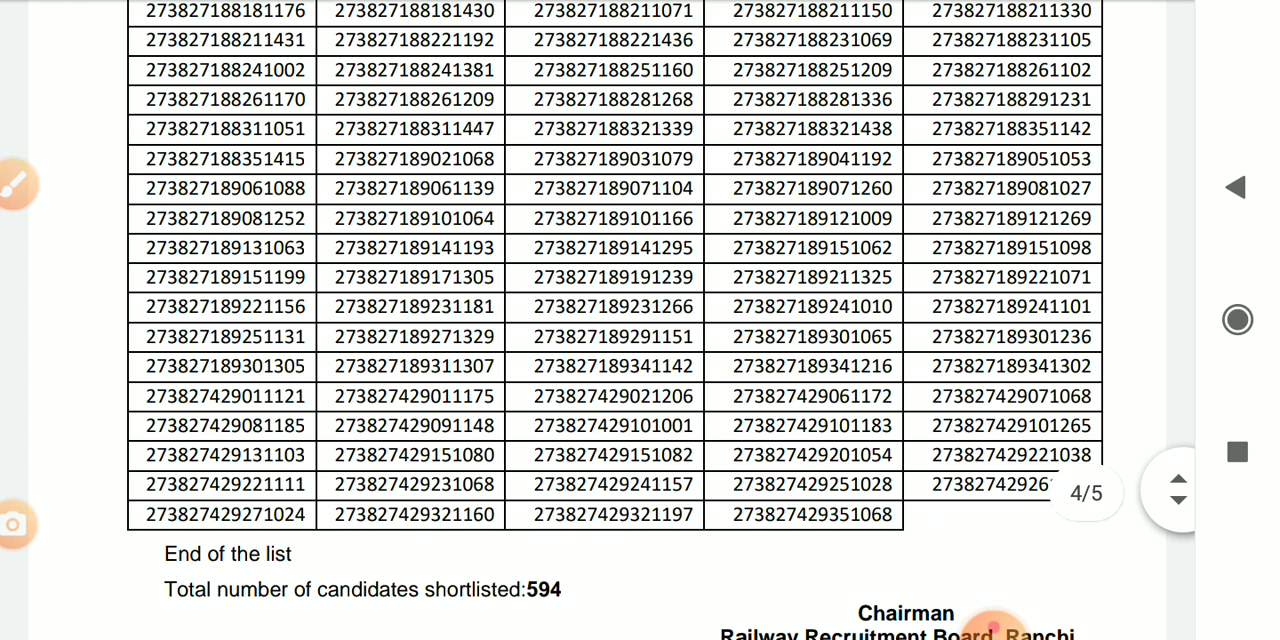 273827188181176 273827188181430 273827188211071 273827188211150 273827188211330
273827188211431 273827188221192 273827188221436 273827188231069 273827188231105
273827188241002 273827188241381 273827188251160 273827188251209 273827188261102
273827188261170 273827188261209 273827188281268 273827188281336 273827188291231
273827188311051 273827188311447 273827188321339 273827188321438 273827188351142
273827188351415 273827189021068 273827189031079 273827189041192 273827189051053
273827189061088 273827189061139 273827189071104 273827189071260 273827189081027
273827189081252 273827189101064 273827189101166 273827189121009 273827189121269
273827189131063 273827189141193 273827189141295 273827189151062 273827189151098
273827189151199 273827189171305 273827189191239 273827189211325 273827189221071
273827189221156 273827189231181 273827189231266 273827189241010 273827189241101
273827189251131 273827189271329 273827189291151 273827189301065 273827189301236
273827189301305 273827189311307 273827189341142 273827189341216 273827189341302
273827429011121 273827429011175 273827429021206 273827429061172 273827429071068
273827429081185 273827429091148 273827429101001 273827429101183 273827429101265
273827429131103 273827429151080 273827429151082 273827429201054 273827429221038
273827429221111 273827429231068 273827429241157 273827429251028
4/5
273827429271024 273827429321160 273827429321197 273827429351068
End of the list
Total number of candidates shortlisted:594
Chairman
Railway Recruitment Board, Ranchi